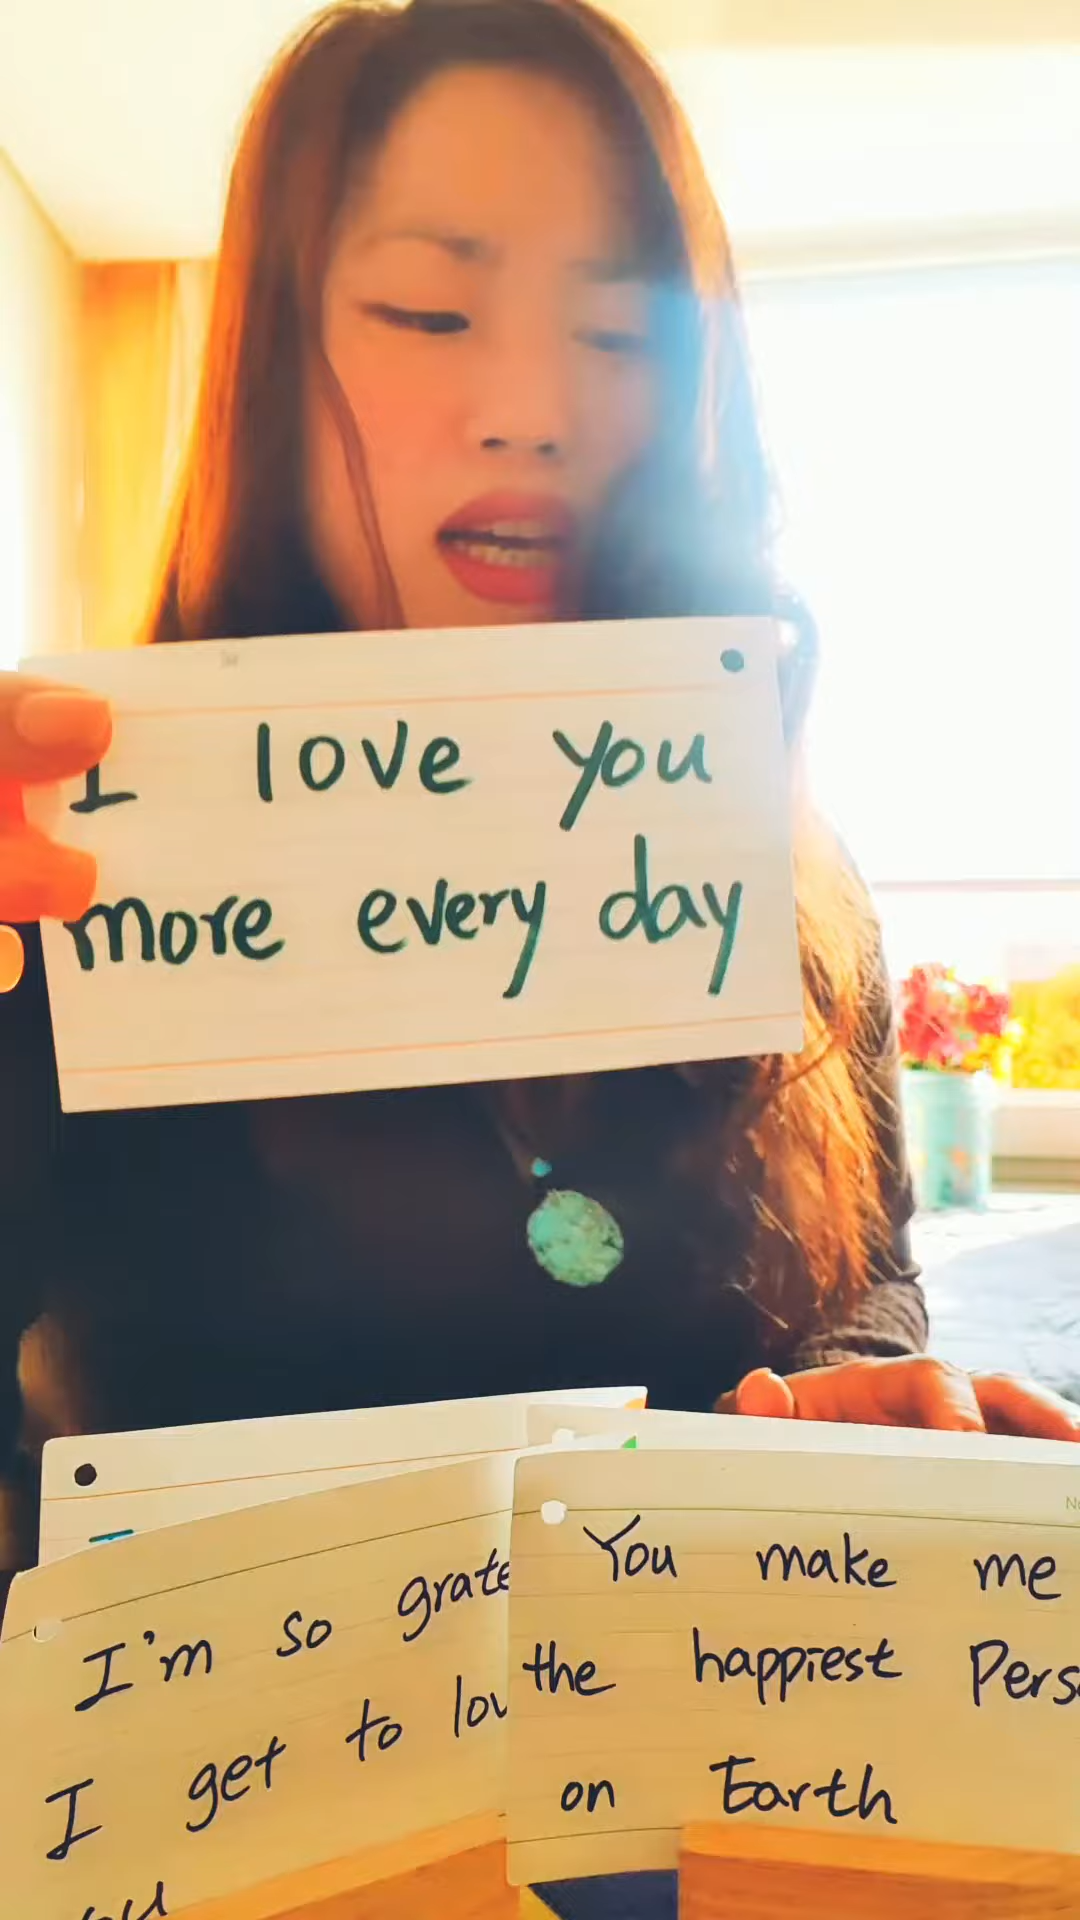 I love you
more every day
I'm so
I get to
You make me
the happiest
on Earth